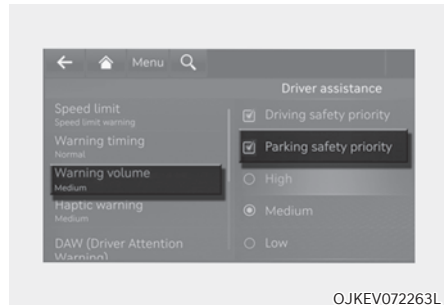 Menu
Driver assistance
Speed limit
Speed limit warning
Warning timing
Normal
Warning volume
Medium
Haptic warning
Medium
DAW (Driver Attention
Warning)
Driving safety priority
Parking safety priority
High
Medium
Low
OJKEV072263L